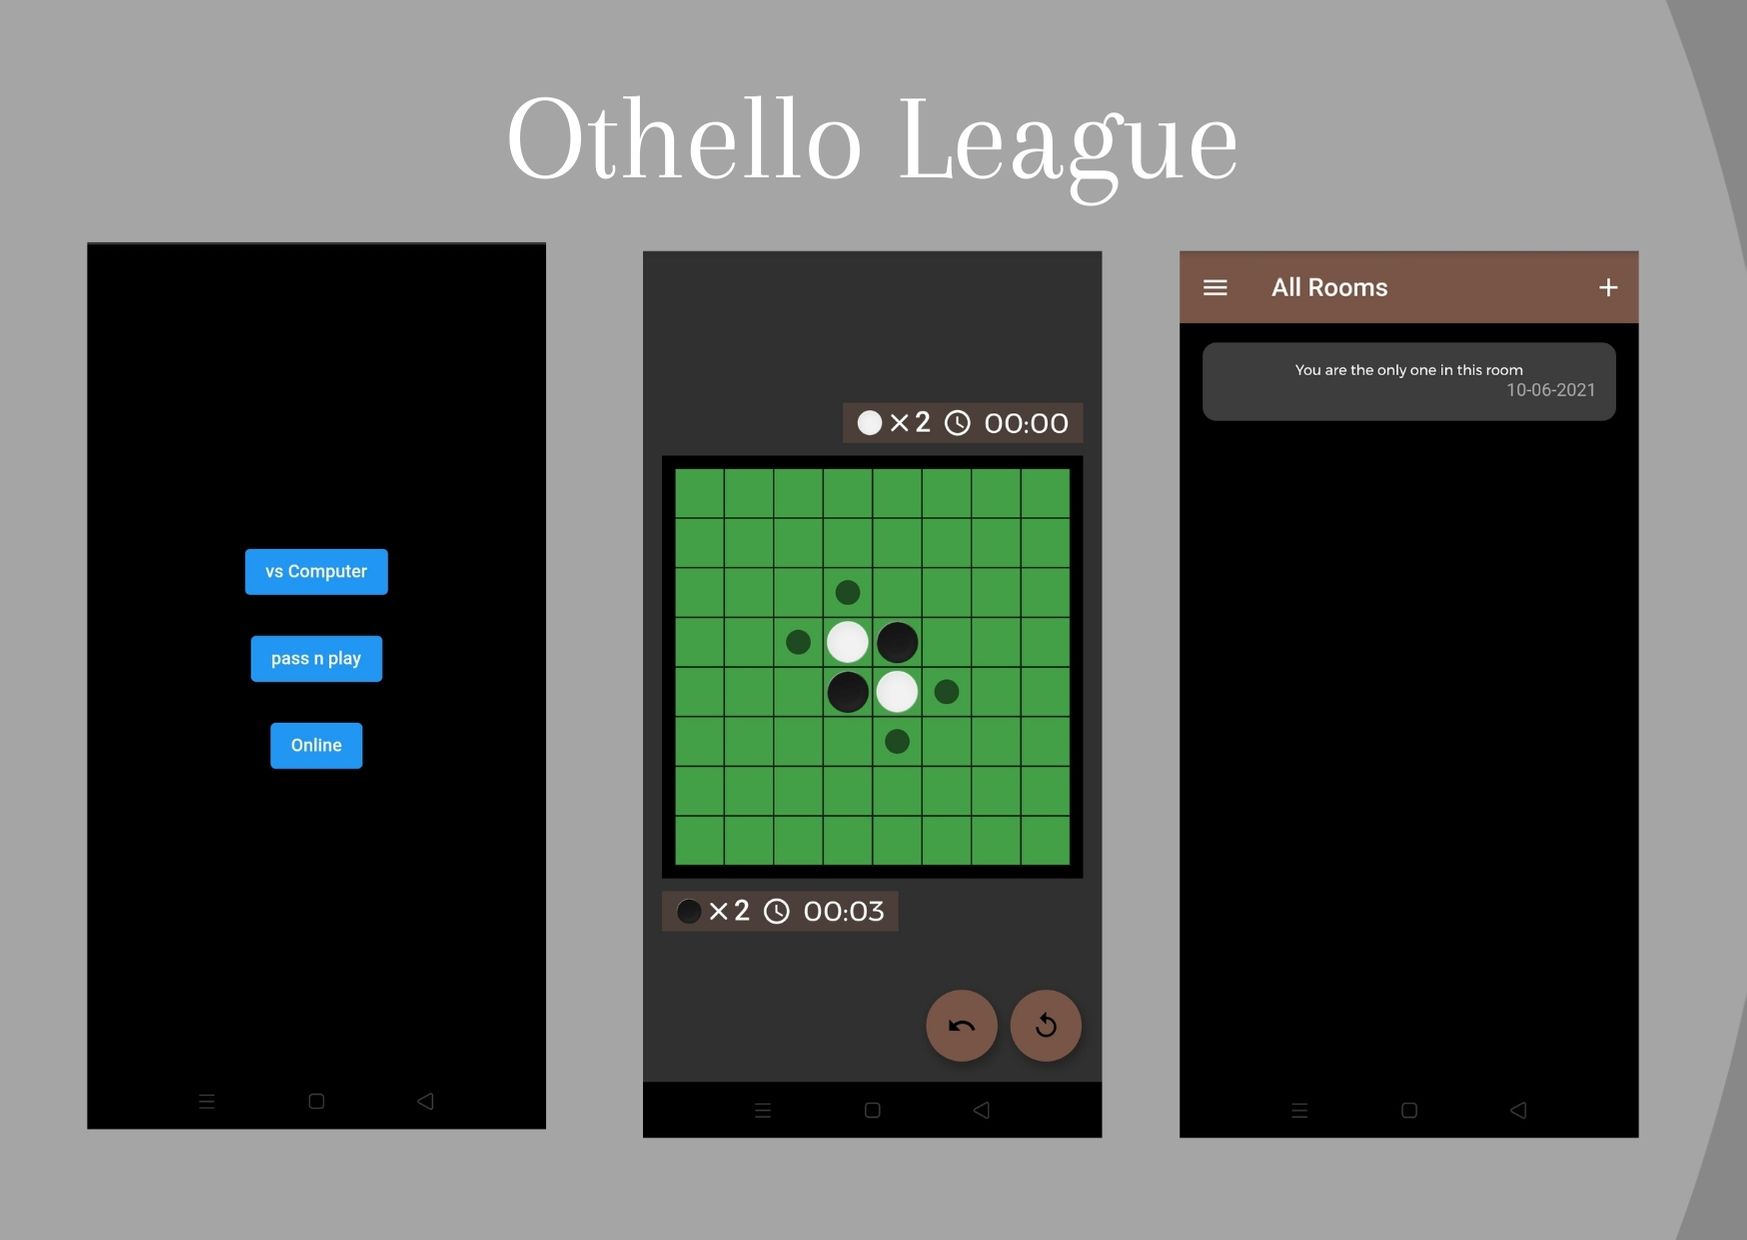 Othello League
vs Computer
pass n play
Online
×2 00:00
×2 00:03
All Rooms
You are the only one in this room
10-06-2021